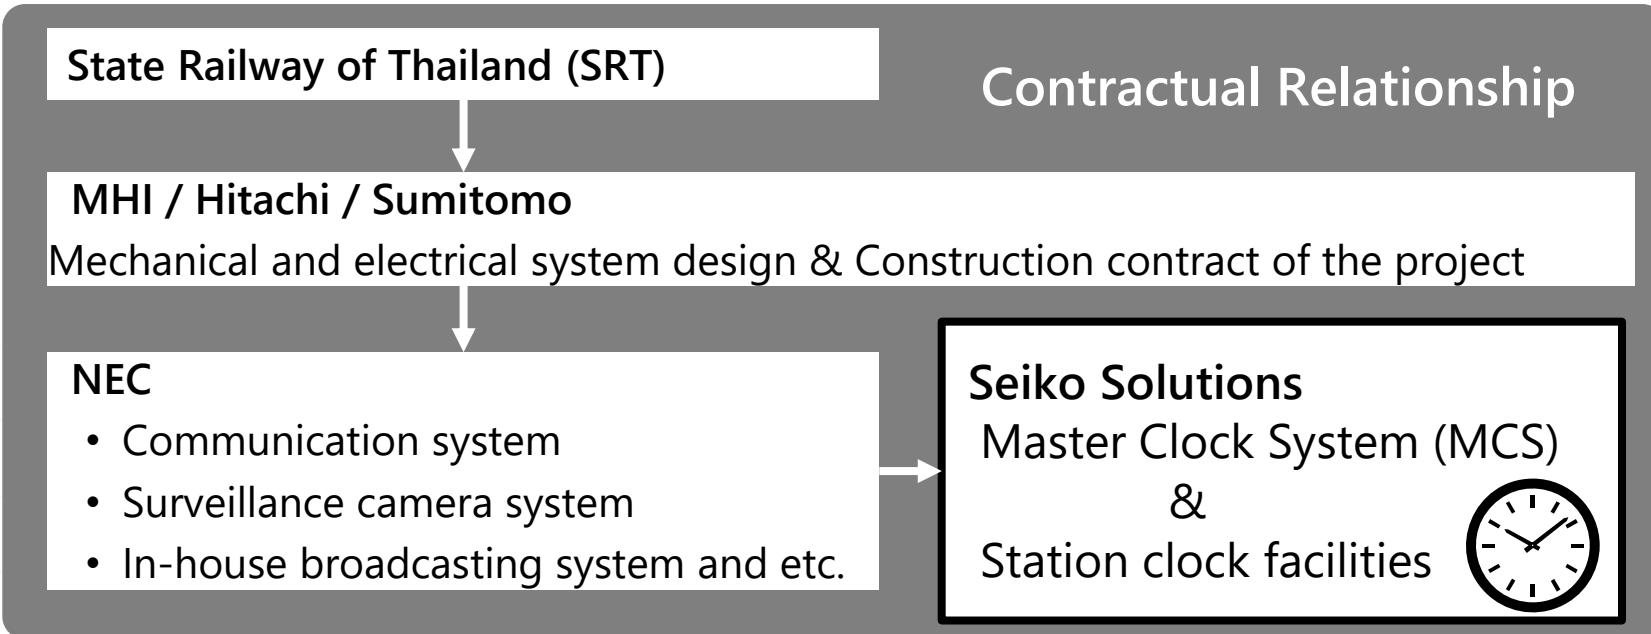 State Railway of Thailand (SRT)
Contractual Relationship
MHI / Hitachi / Sumitomo
Mechanical and electrical system design & Construction contract of the project
NEC
• Communication system
• Surveillance camera system
• In-house broadcasting system and etc.
Seiko Solutions
Master Clock System (MCS)
&
Station clock facilities